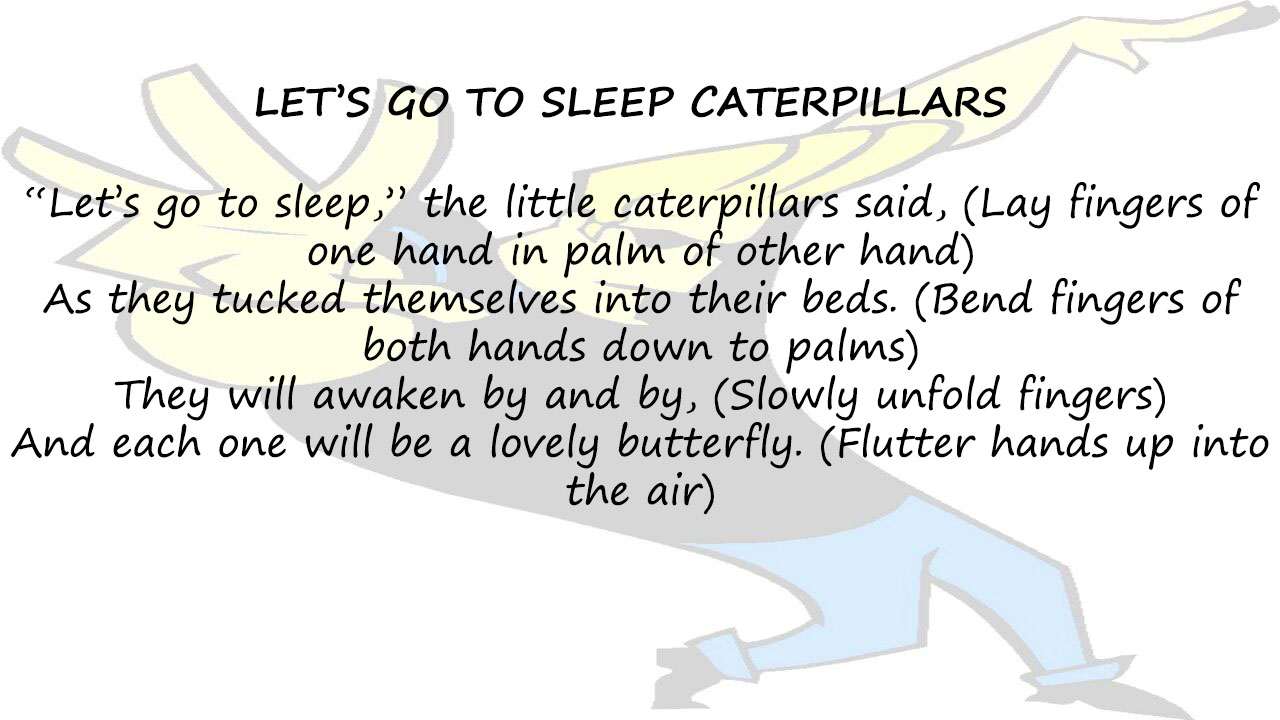 LET’S GO TO SLEEP CATERPILLARS
“Let’s go to sleep,” the little caterpillars said, (Lay fingers of
one hand in palm of other hand)
As they tucked themselves into their beds. (Bend fingers of
both hands down to palms)
They will awaken by and by, (Slowly unfold fingers)
And each one will be a lovely butterfly. (Flutter hands up into
the air)